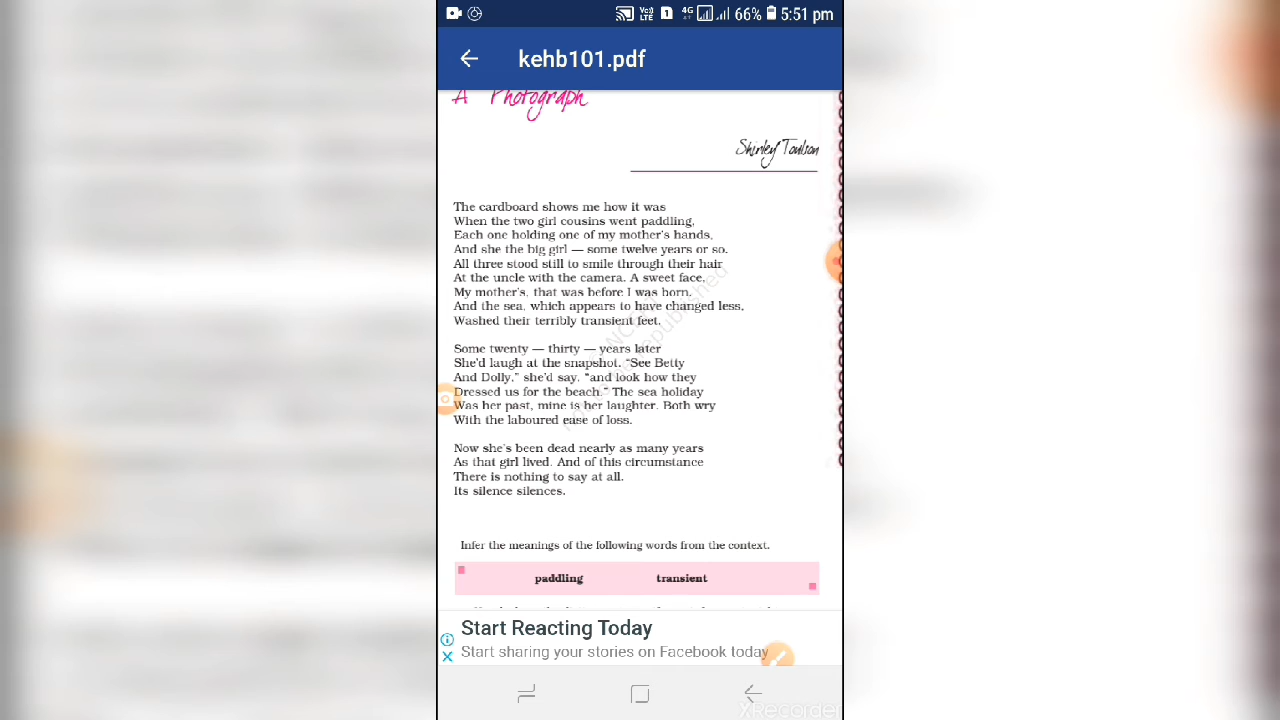 VoLTE 1 4G 66% 5:51 pm
kehb101.pdf
A Photograph
Shirley Toulson
The cardboard shows me how it was
When the two girl cousins went paddling,
Each one holding one of my mother's hands,
And she the big girl — some twelve years or so.
All three stood still to smile through their hair
At the uncle with the camera. A sweet face,
My mother's, that was before I was born.
And the sea, which appears to have changed less,
Washed their terribly transient feet.
Some twenty — thirty — years later
She'd laugh at the snapshot. “See Betty
And Dolly,” she'd say, “and look how they
Dressed us for the beach.” The sea holiday
Was her past, mine is her laughter. Both wry
With the laboured ease of loss.
Now she's been dead nearly as many years
As that girl lived. And of this circumstance
There is nothing to say at all.
Its silence silences.
Infer the meanings of the following words from the context.
paddling transient
Start Reacting Today
Start sharing your stories on Facebook today
XRecorder